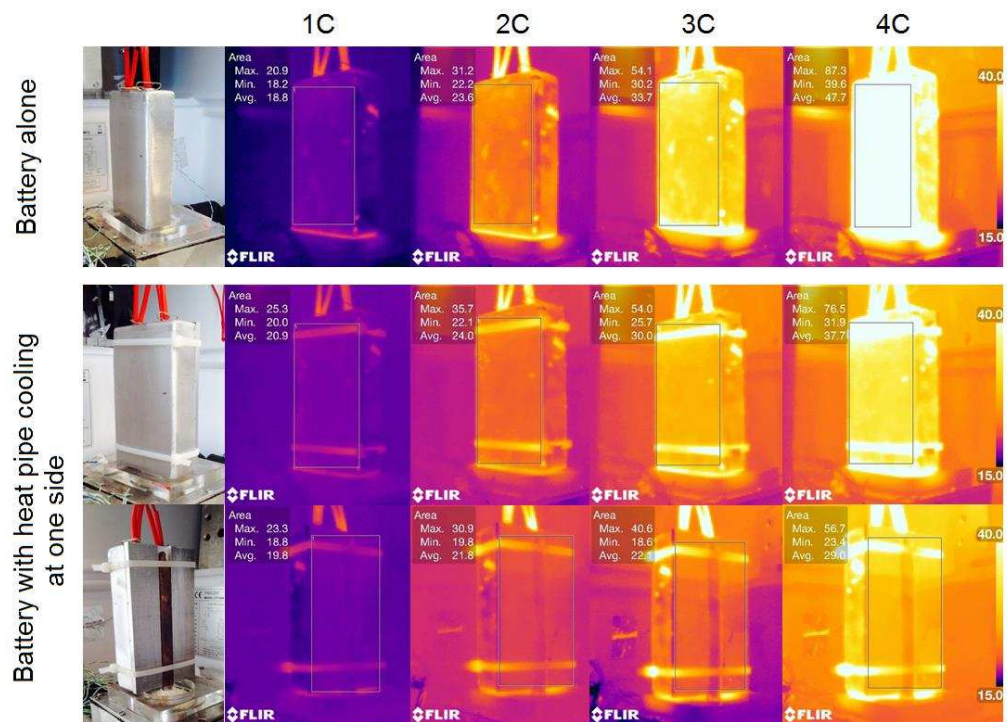 1C 2C 3C 4C
Battery alone
Area
Max. 20.9
Min. 18.2
Avg. 18.8
Area
Max. 31.2
Min. 22.2
Avg. 23.6
Area
Max. 54.1
Min. 30.2
Avg. 33.7
Area
Max. 87.3
Min. 39.6
Avg. 47.7
40.0
15.0
FLIR
FLIR
FLIR
FLIR
Battery with heat pipe cooling
at one side
Area
Max. 25.3
Min. 20.0
Avg. 20.9
Area
Max. 35.7
Min. 22.1
Avg. 24.0
Area
Max. 54.0
Min. 25.7
Avg. 30.0
Area
Max. 76.5
Min. 31.9
Avg. 37.7
40.0
15.0
FLIR
FLIR
FLIR
FLIR
Area
Max. 23.3
Min. 18.8
Avg. 19.8
Area
Max. 30.9
Min. 19.8
Avg. 21.8
Area
Max. 40.6
Min. 18.6
Avg. 22.1
Area
Max. 56.7
Min. 23.4
Avg. 29.0
40.0
15.0
FLIR
FLIR
FLIR
FLIR